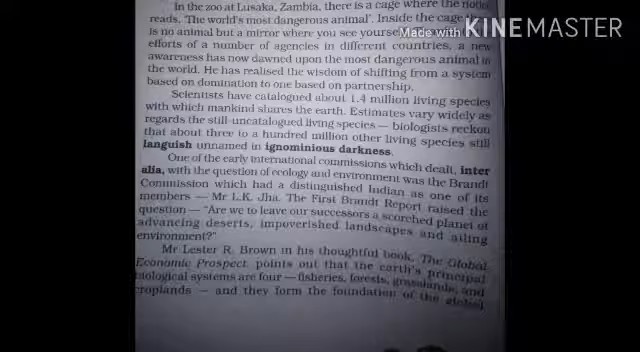 In the zoo at Lusaka, Zambia, there is a cage where the
reads, 'The world's most dangerous animal'. Inside the cage
is no animal but a mirror where you see
Made with KINEMASTER
efforts of a number of agencies in different countries, a new
awareness has now dawned upon the most dangerous animal in
the world. He has realised the wisdom of shifting from a system
based on domination to one based on partnership.
Scientists have catalogued about 1.4 million living species
with which mankind shares the earth. Estimates vary widely as
regards the still-uncatalogued living species — biologists reckon
that about three to a hundred million other living species still
languish unnamed in ignominious darkness.
One of the early international commissions which dealt, inter
alia, with the question of ecology and environment was the Brandt
Commission which had a distinguished Indian as one of its
members — Mr L.K. Jha. The First Brandt Report raised the
question — "Are we to leave our successors a scorched planet of
advancing deserts, impoverished landscapes and ailing
environment?"
Mr Lester R. Brown in his thoughtful book, The Global
Economic Prospect, points out that the earth's principal
biological systems are four — fisheries, forests, grasslands, and
croplands — and they form the foundation of the global